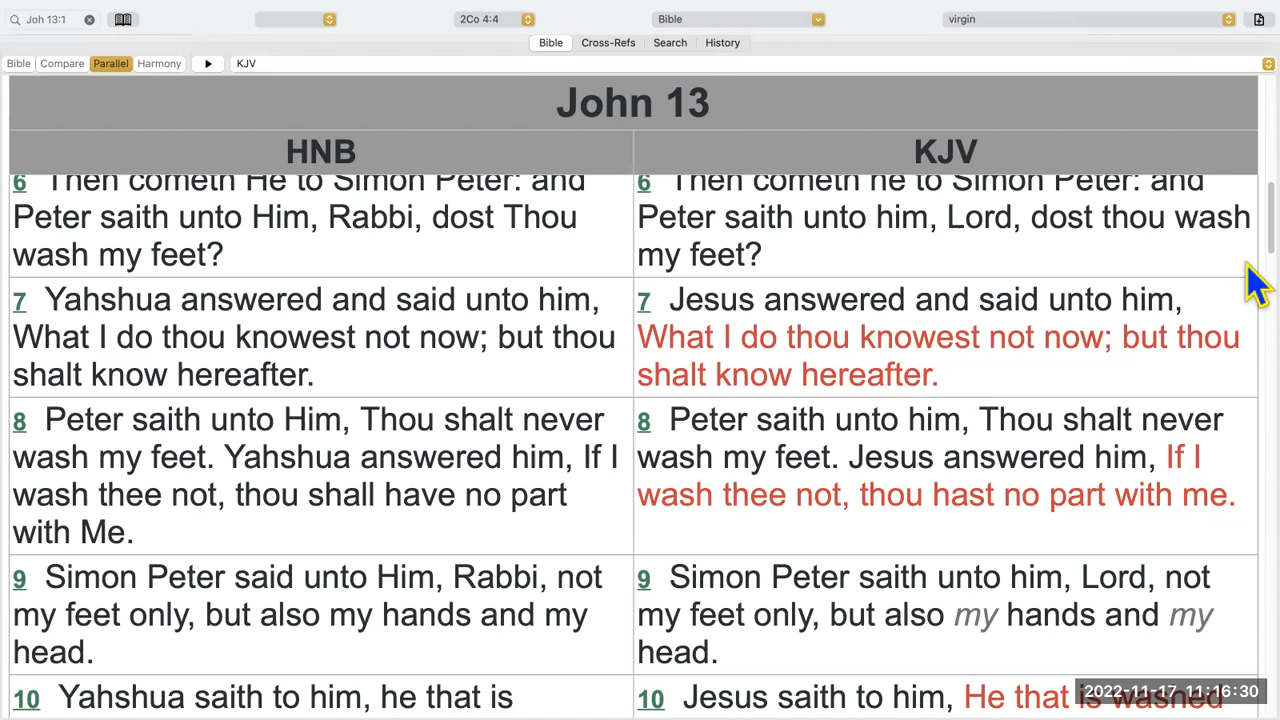 Joh 13:1
2Co 4:4
Bible
virgin
Bible Cross-Refs Search History
Bible Compare Parallel Harmony KJV
John 13
HNB
6 Then cometh He to Simon Peter: and
Peter saith unto Him, Rabbi, dost Thou
wash my feet?
7 Yahshua answered and said unto him,
What I do thou knowest not now; but thou
shalt know hereafter.
8 Peter saith unto Him, Thou shalt never
wash my feet. Yahshua answered him, If I
wash thee not, thou shall have no part
with Me.
9 Simon Peter said unto Him, Rabbi, not
my feet only, but also my hands and my
head.
10 Yahshua saith to him, he that is
KJV
6 Then cometh he to Simon Peter: and
Peter saith unto him, Lord, dost thou wash
my feet?
7 Jesus answered and said unto him,
What I do thou knowest not now; but thou
shalt know hereafter.
8 Peter saith unto him, Thou shalt never
wash my feet. Jesus answered him, If I
wash thee not, thou hast no part with me.
9 Simon Peter saith unto him, Lord, not
my feet only, but also my hands and my
head.
10 Jesus saith to him, He that is washed
2022-11-17 11:16:30